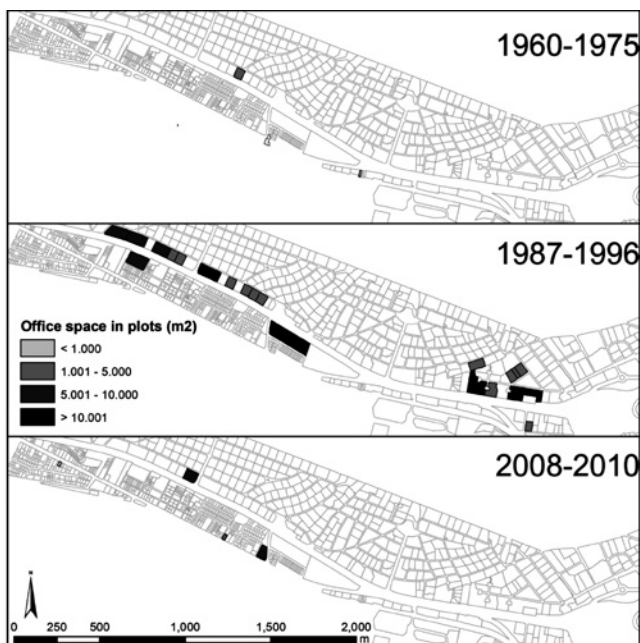 1960-1975
1987-1996
Office space in plots (m2)
< 1.000
1.001 - 5.000
5.001 - 10.000
> 10.001
2008-2010
N
0 250 500 1,000 1,500 2,000
m